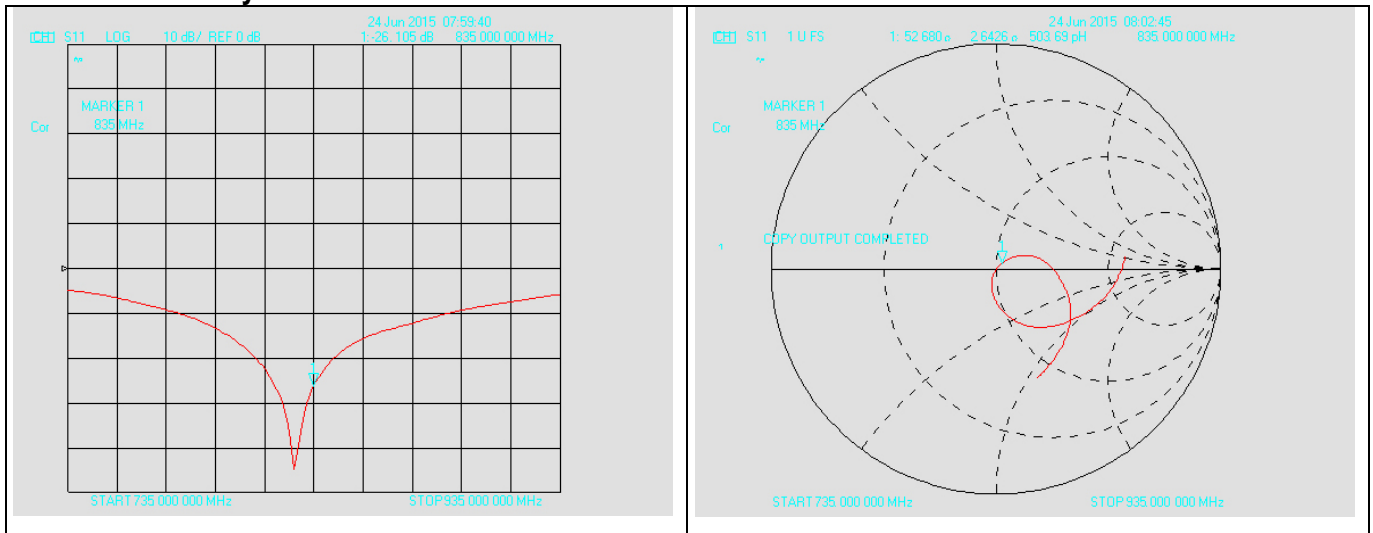 24 Jun 2015 07:59:40
CH1 S11 LOG 10 dB/ REF 0 dB 1:-26.105 dB 835.000 000 MHz
MARKER 1
835 MHz
Cor
1
START 735.000 000 MHz STOP 935.000 000 MHz
24 Jun 2015 08:02:45
CH1 S11 1 U FS 1: 52.680 o 2.6426 o 503.69 pH 835.000 000 MHz
MARKER 1
835 MHz
Cor
1 COPY OUTPUT COMPLETED
1
START 735.000 000 MHz STOP 935.000 000 MHz